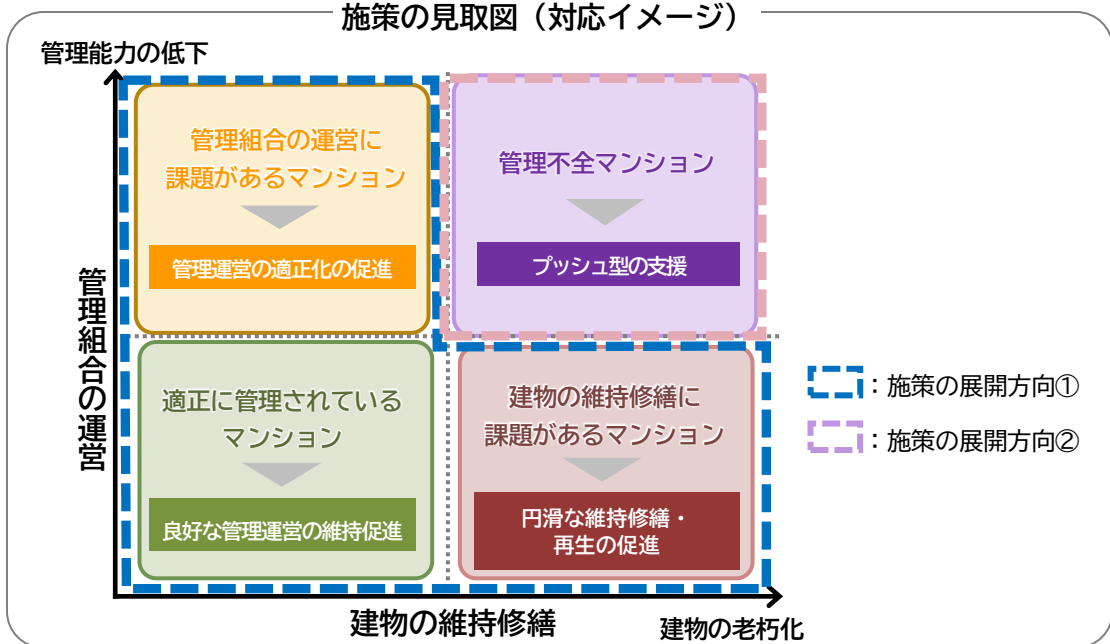 施策の見取図（対応イメージ）
管理能力の低下
管理組合の運営に
課題があるマンション
管理運営の適正化の促進
管理不全マンション
プッシュ型の支援
管理組合の運営
適正に管理されている
マンション
良好な管理運営の維持促進
建物の維持修繕に
課題があるマンション
円滑な維持修繕・
再生の促進
：施策の展開方向①
：施策の展開方向②
建物の維持修繕
建物の老朽化